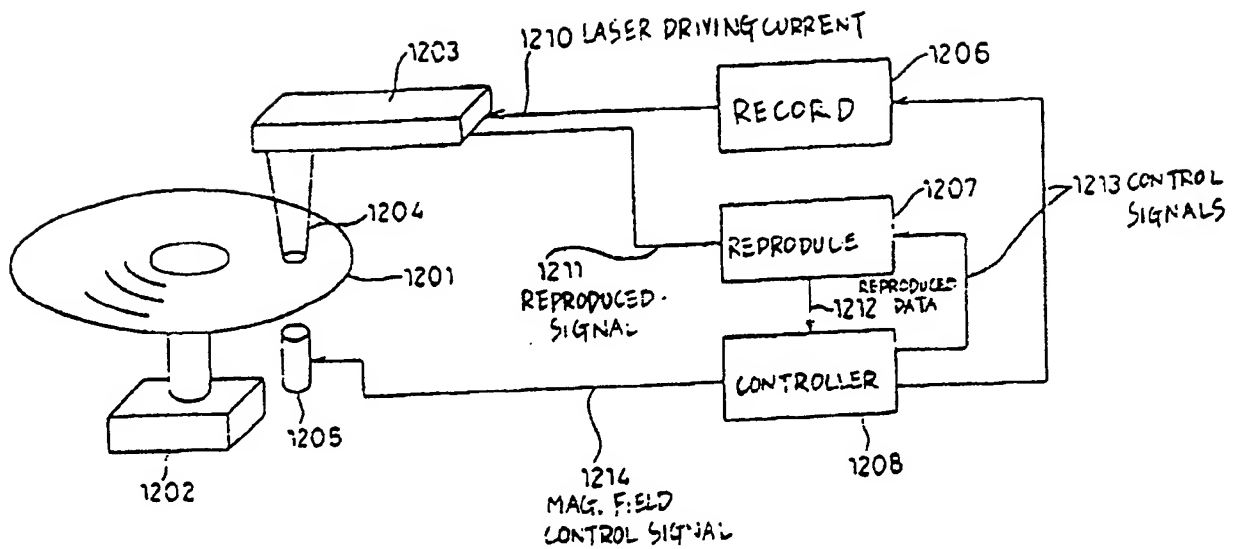 1210 LASER DRIVING CURRENT
1203
1206
RECORD
1207
1213 CONTROL
SIGNALS
1204
REPRODUCE
1201
1211
REPRODUCED
SIGNAL
REPRODUCED
1212 DATA
CONTROLLER
1205
1208
1202
1214
MAG. FIELD
CONTROL SIGNAL